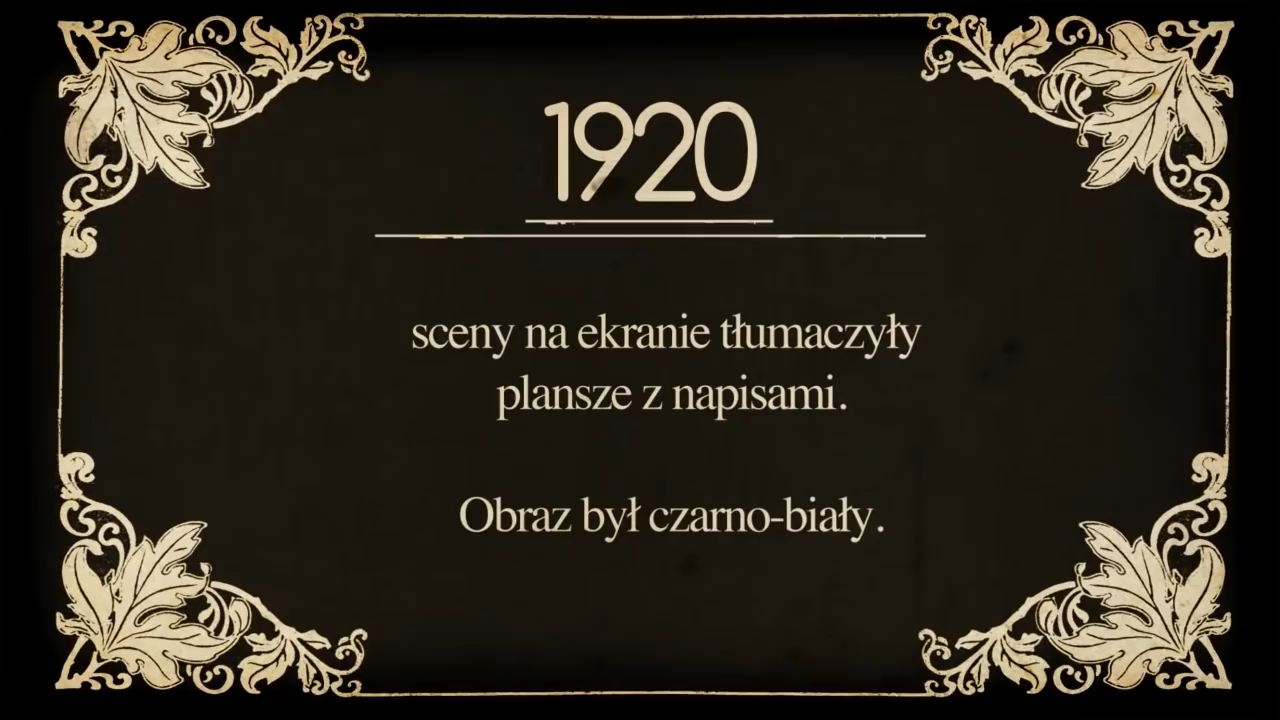 1920
sceny na ekranie tłumaczyły
plansze z napisami.
Obraz był czarno-biały.